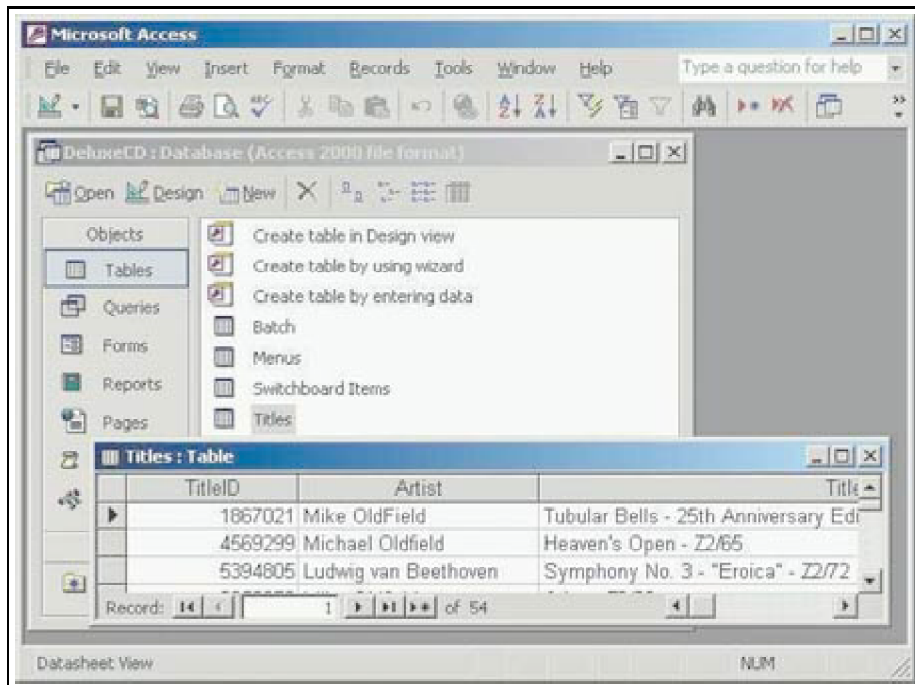 Microsoft Access
File Edit View Insert Format Records Tools Window Help Type a question for help
DeluxeCD : Database (Access 2000 file format)
Open Design New
Objects
Create table in Design view
Tables
Create table by using wizard
Queries
Create table by entering data
Batch
Forms
Menus
Reports
Switchboard Items
Pages
Titles
Titles : Table
TitleID Artist
1867021 Mike OldField Tubular Bells - 25th Anniversary Edi
4569299 Michael Oldfield Heaven's Open - Z2/65
5394805 Ludwig van Beethoven Symphony No. 3 - "Eroica" - Z2/72
Record: 1 of 54
Datasheet View NUM